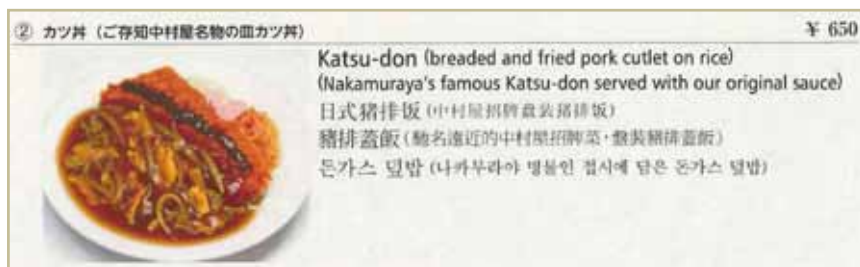 ② カツ丼（ご存知中村屋名物の皿カツ丼） ¥ 650
Katsu-don (breaded and fried pork cutlet on rice)
(Nakamuraya's famous Katsu-don served with our original sauce)
日式猪排饭 (中村屋招牌盘装猪排饭)
豬排蓋飯 (馳名遠近的中村屋招牌菜・盤裝豬排蓋飯)
돈가스 덮밥 (나카무라야 명물인 접시에 담은 돈가스 덮밥)